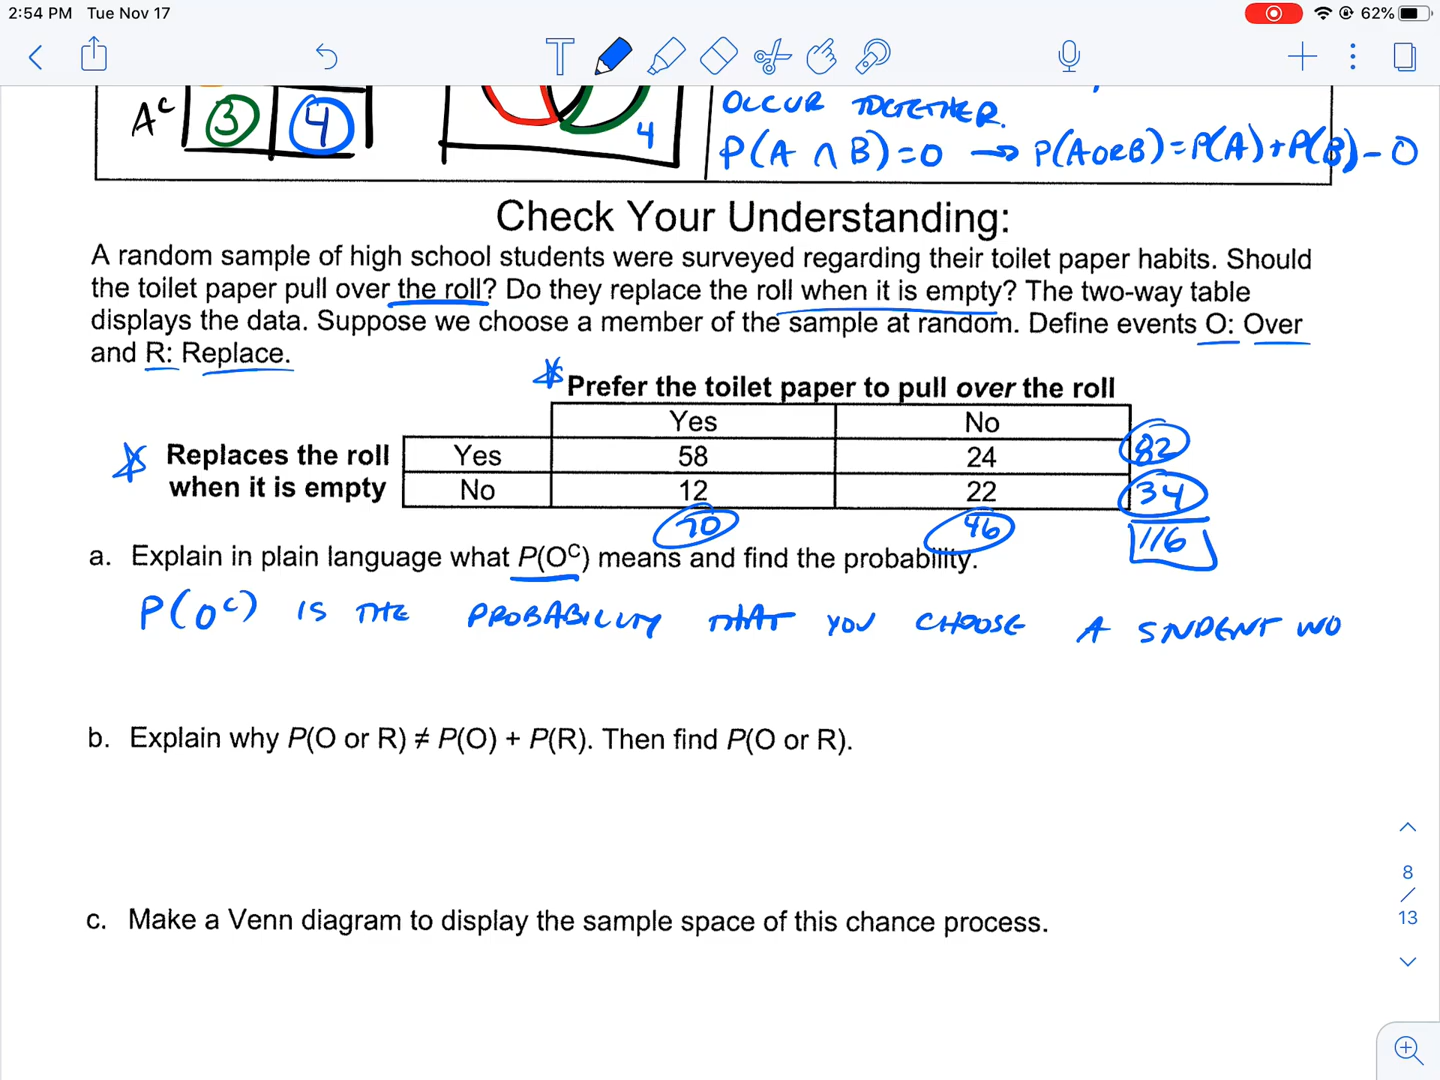 2:54 PM Tue Nov 17
62%
T
A^C 3 4
4
OCCUR TOGETHER.
P(A ∩ B)=0 → P(A OR B)=P(A)+P(B)-0
Check Your Understanding:
A random sample of high school students were surveyed regarding their toilet paper habits. Should
the toilet paper pull over the roll? Do they replace the roll when it is empty? The two-way table
displays the data. Suppose we choose a member of the sample at random. Define events O: Over
and R: Replace.
Prefer the toilet paper to pull over the roll
Yes No
Replaces the roll Yes 58 24 82
when it is empty No 12 22 34
70 46 116
a. Explain in plain language what P(O^C) means and find the probability.
P(O^C) IS THE PROBABILITY THAT YOU CHOOSE A STUDENT WO
b. Explain why P(O or R) ≠ P(O) + P(R). Then find P(O or R).
c. Make a Venn diagram to display the sample space of this chance process.
8
/
13